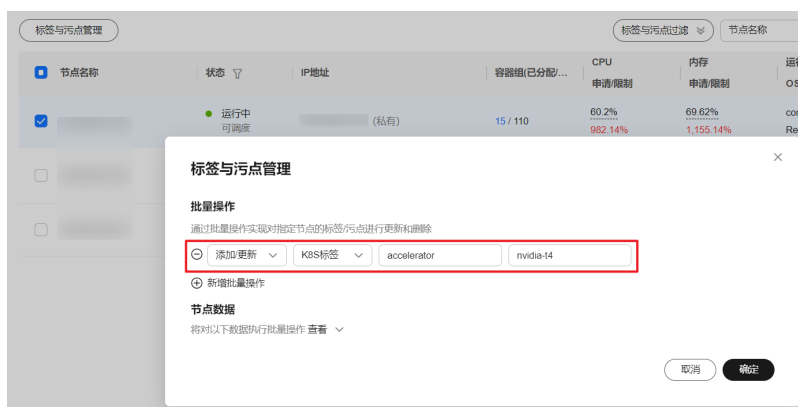 标签与污点管理
标签与污点过滤 节点名称
节点名称 状态 IP地址 容器组(已分配/... CPU 申请/限制 内存 申请/限制
运行中 可调度 (私有) 15 / 110 60.2% 982.14% 69.62% 1,155.14%
标签与污点管理
批量操作
通过批量操作实现对指定节点的标签/污点进行更新和删除
添加/更新 K8S标签 accelerator nvidia-t4
新增批量操作
节点数据
将对以下数据执行批量操作 查看
取消 确定